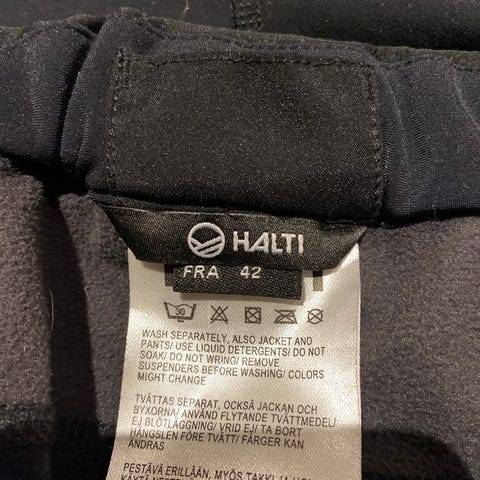 HALTI
FRA 42
30
WASH SEPARATELY, ALSO JACKET AND
PANTS/ USE LIQUID DETERGENTS/ DO NOT
SOAK/ DO NOT WRING/ REMOVE
SUSPENDERS BEFORE WASHING/ COLORS
MIGHT CHANGE
TVÄTTAS SEPARAT, OCKSÅ JACKAN OCH
BYXORNA/ ANVÄND FLYTANDE TVÄTTMEDEL/
EJ BLÖTLÄGGNING/ VRID EJ/ TA BORT
HÄNGSLEN FÖRE TVÄTT/ FÄRGER KAN
ÄNDRAS
PESTÄVÄ ERILLÄÄN, MYÖS TAKKI JA
KÄYTÄ NESTEMÄISTÄ